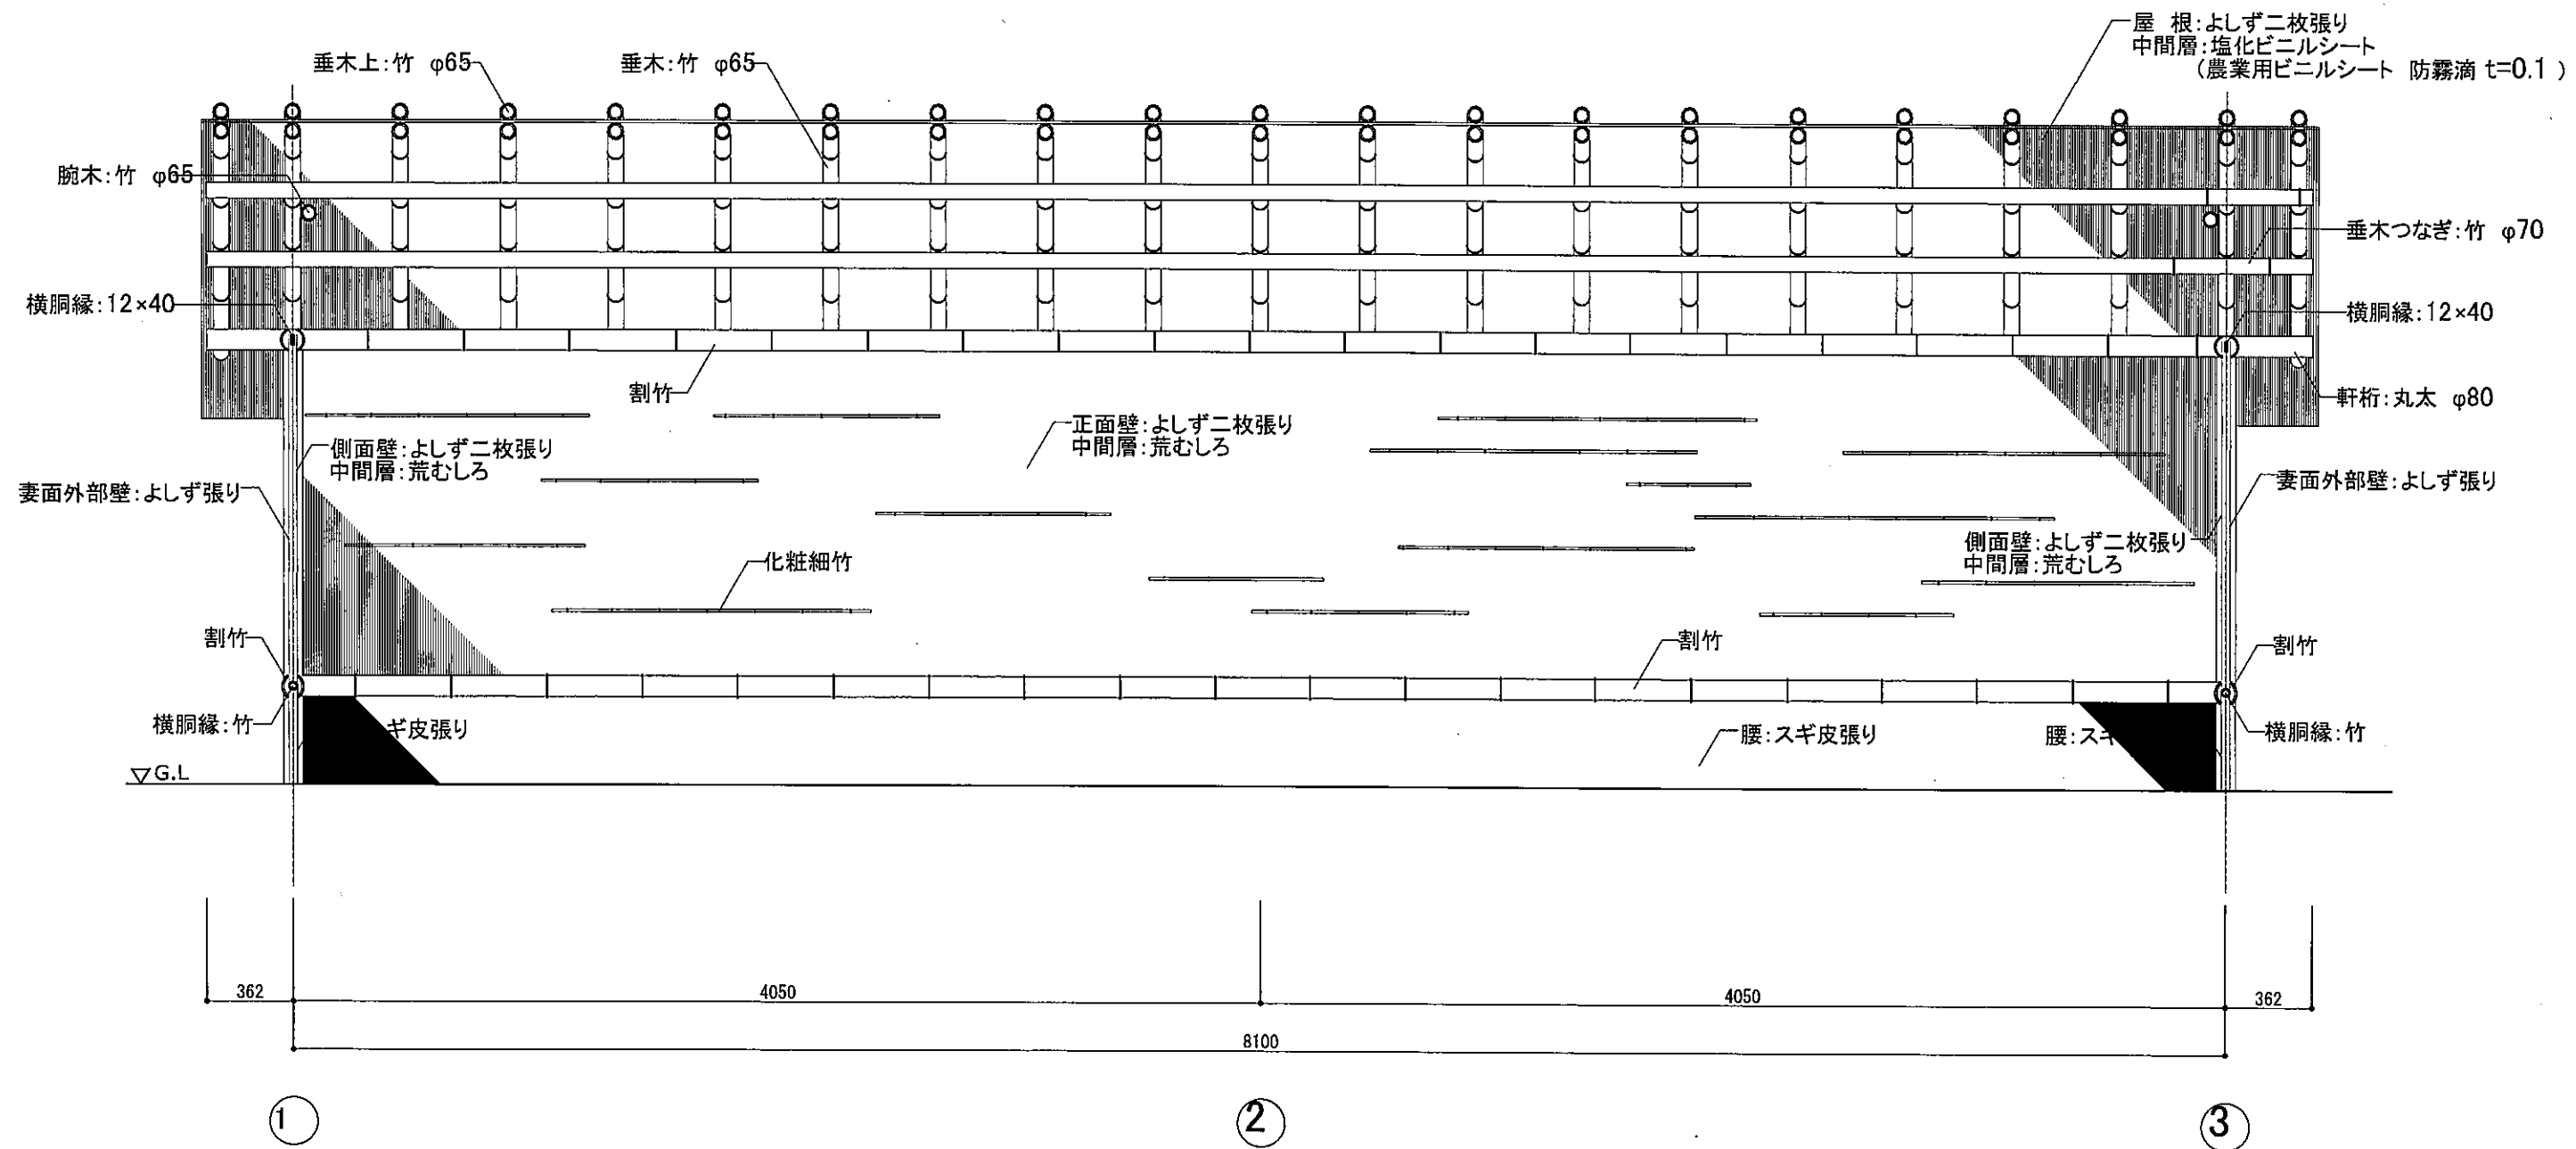 屋 根：よしず二枚張り
中間層：塩化ビニルシート
（農業用ビニルシート 防霧滴 t=0.1 ）
垂木上：竹 φ65
垂木：竹 φ65
腕木：竹 φ65
垂木つなぎ：竹 φ70
横胴縁：12×40
横胴縁：12×40
割竹
軒桁：丸太 φ80
正面壁：よしず二枚張り
中間層：荒むしろ
側面壁：よしず二枚張り
中間層：荒むしろ
妻面外部壁：よしず張り
妻面外部壁：よしず張り
側面壁：よしず二枚張り
中間層：荒むしろ
化粧細竹
割竹
割竹
割竹
横胴縁：竹
ギ皮張り
腰：スギ皮張り
腰：スギ
横胴縁：竹
▽G.L
362
4050
4050
362
8100
1
2
3